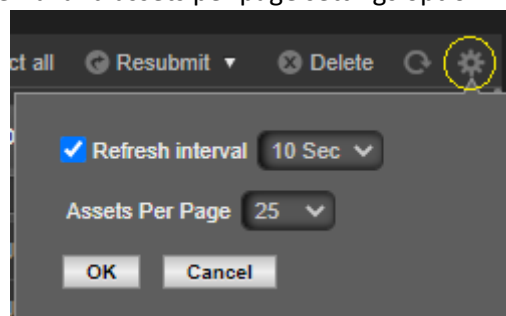 ct all Resubmit Delete
Refresh interval 10 Sec
Assets Per Page 25
OK Cancel